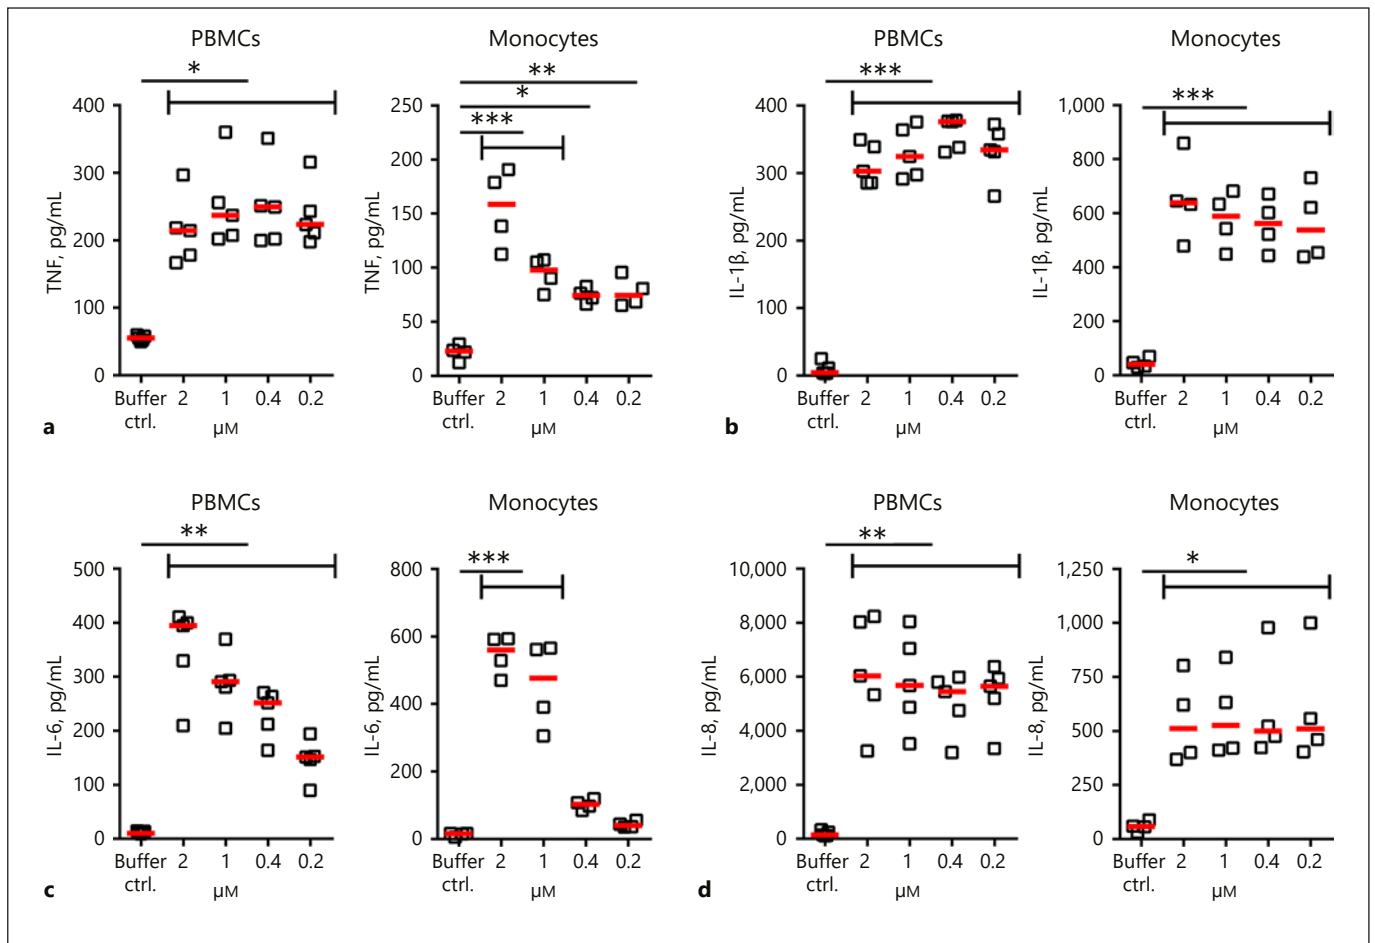 PBMCs
*
400
300
200
100
0
TNF, pg/mL
Buffer ctrl.
2
1
0.4
0.2
µM
a
Monocytes
**
*
***
250
200
150
100
50
0
TNF, pg/mL
Buffer ctrl.
2
1
0.4
0.2
µM
PBMCs
***
400
300
200
100
0
IL-1β, pg/mL
Buffer ctrl.
2
1
0.4
0.2
µM
b
Monocytes
***
1,000
800
600
400
200
0
IL-1β, pg/mL
Buffer ctrl.
2
1
0.4
0.2
µM
PBMCs
**
500
400
300
200
100
0
IL-6, pg/mL
Buffer ctrl.
2
1
0.4
0.2
µM
c
Monocytes
***
800
600
400
200
0
IL-6, pg/mL
Buffer ctrl.
2
1
0.4
0.2
µM
PBMCs
**
10,000
8,000
6,000
4,000
2,000
0
IL-8, pg/mL
Buffer ctrl.
2
1
0.4
0.2
µM
d
Monocytes
*
1,250
1,000
750
500
250
0
IL-8, pg/mL
Buffer ctrl.
2
1
0.4
0.2
µM